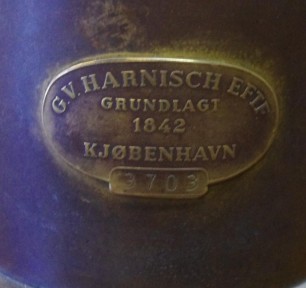 G.V. HARNISCH EFTF
GRUNDLAGT
1842
KJØBENHAVN
3703